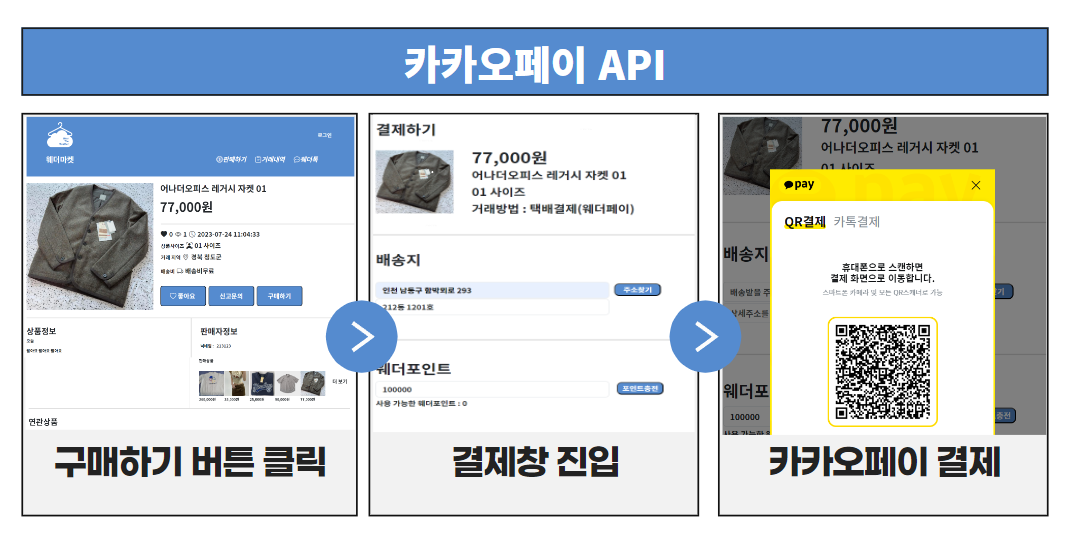 카카오페이 API
웨더마켓
로그인
판매하기 거래내역 웨더톡
어나더오피스 레거시 자켓 01
77,000원
0 1 2023-07-24 11:04:33
상품사이즈 01 사이즈
거래지역 경북 청도군
배송비 배송비무료
좋아요 신고문의 구매하기
상품정보
판매자정보
더보기
연관상품
구매하기 버튼 클릭
결제하기
77,000원
어나더오피스 레거시 자켓 01
01 사이즈
거래방법 : 택배결제(웨더페이)
배송지
인천 남동구 함박뫼로 293
주소찾기
212동 1201호
웨더포인트
100000
포인트충전
사용 가능한 웨더포인트 : 0
결제창 진입
77,000원
어나더오피스 레거시 자켓 01
01 사이즈
pay
QR결제 카톡결제
휴대폰으로 스캔하면
결제 화면으로 이동합니다.
스마트폰 카메라 및 모든 QR스캐너로 가능
배송지
배송받을 주
상세주소를
웨더포
100000
카카오페이 결제